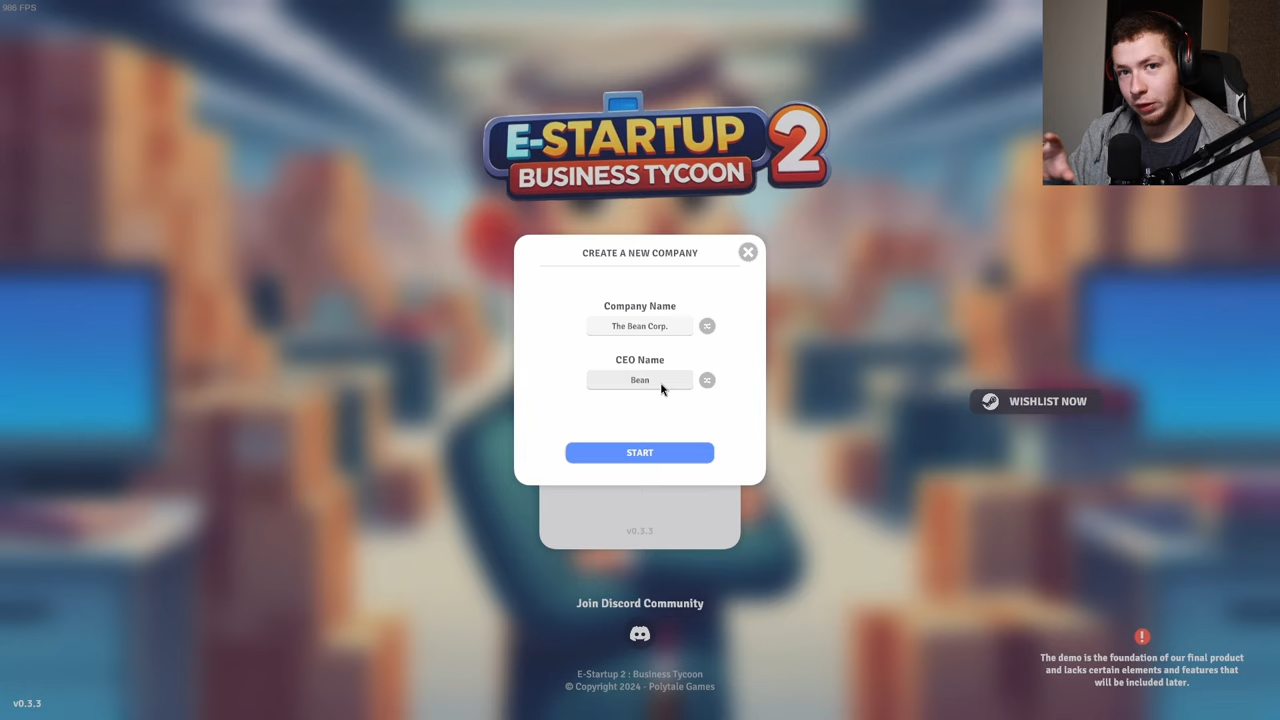 986 FPS
E-STARTUP 2
BUSINESS TYCOON
CREATE A NEW COMPANY
Company Name
The Bean Corp.
CEO Name
Bean
START
WISHLIST NOW
v0.3.3
Join Discord Community
E-Startup 2 : Business Tycoon
© Copyright 2024 - Polytale Games
The demo is the foundation of our final product
and lacks certain elements and features that
will be included later.
v0.3.3